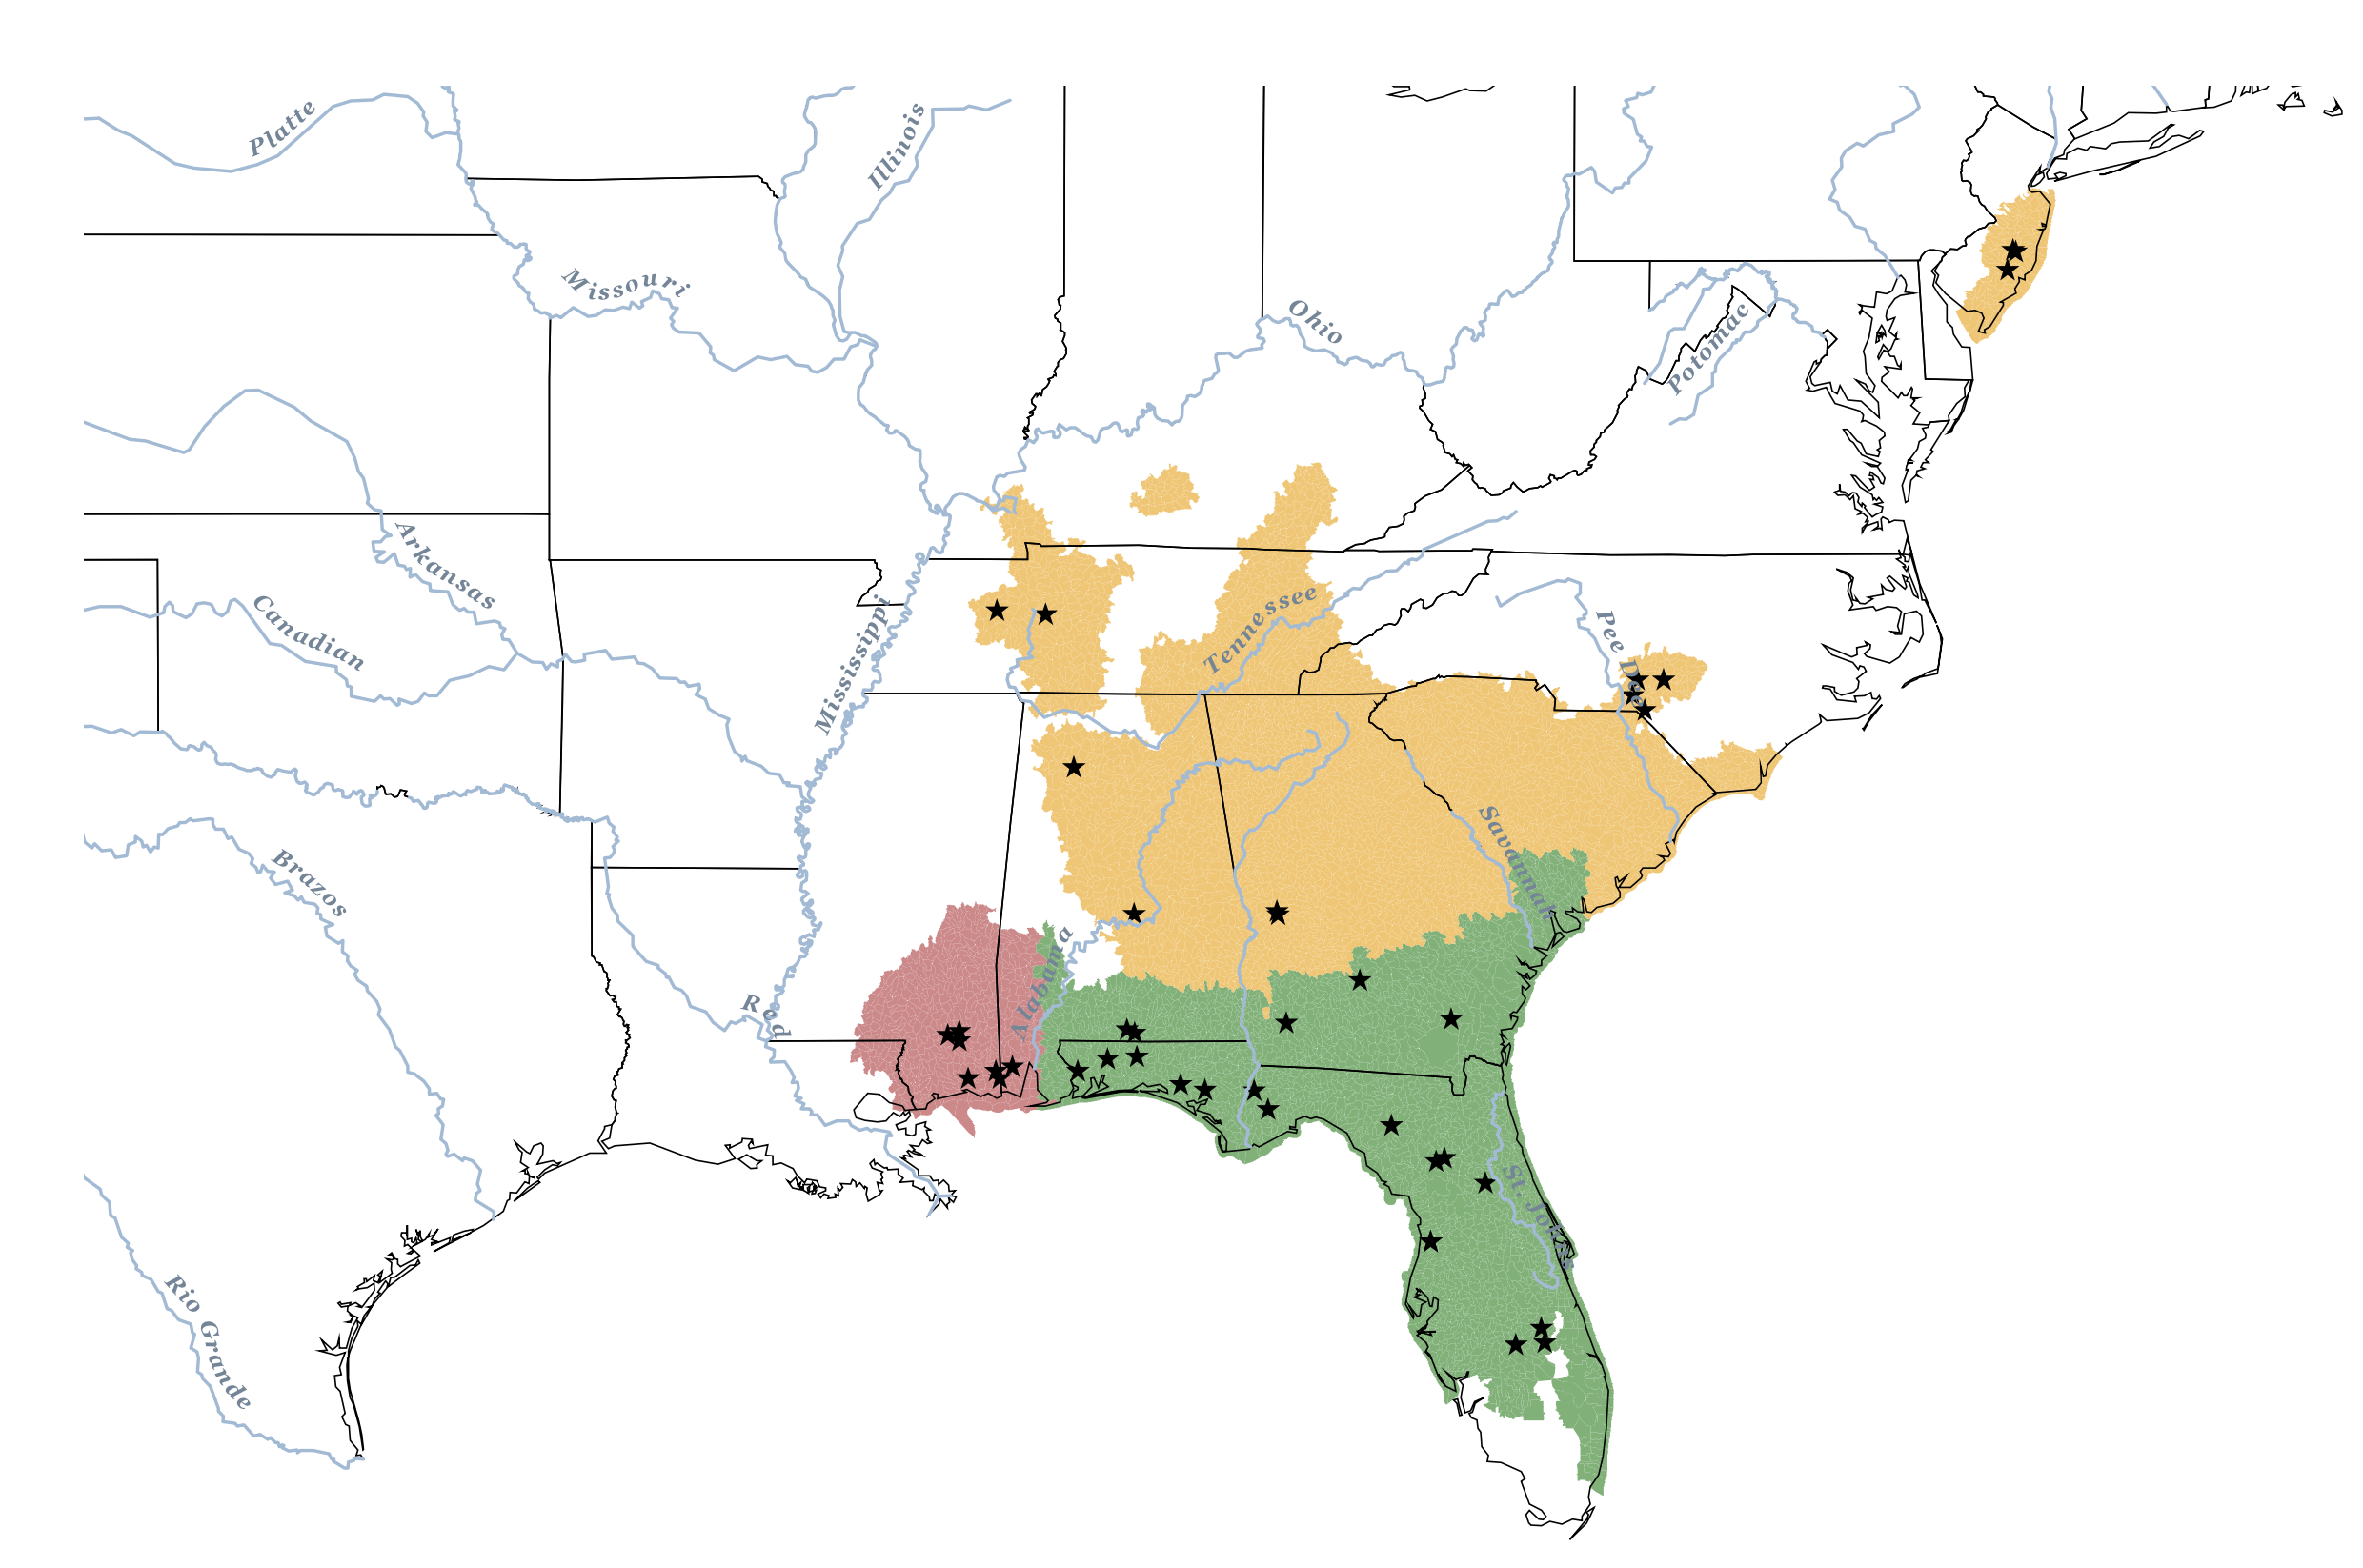 Platte
Illinois
Missouri
Ohio
Potomac
Arkansas
Canadian
Tennessee
Mississippi
Pee Dee
Savannah
Brazos
Alabama
Red
St. Johns
Rio Grande